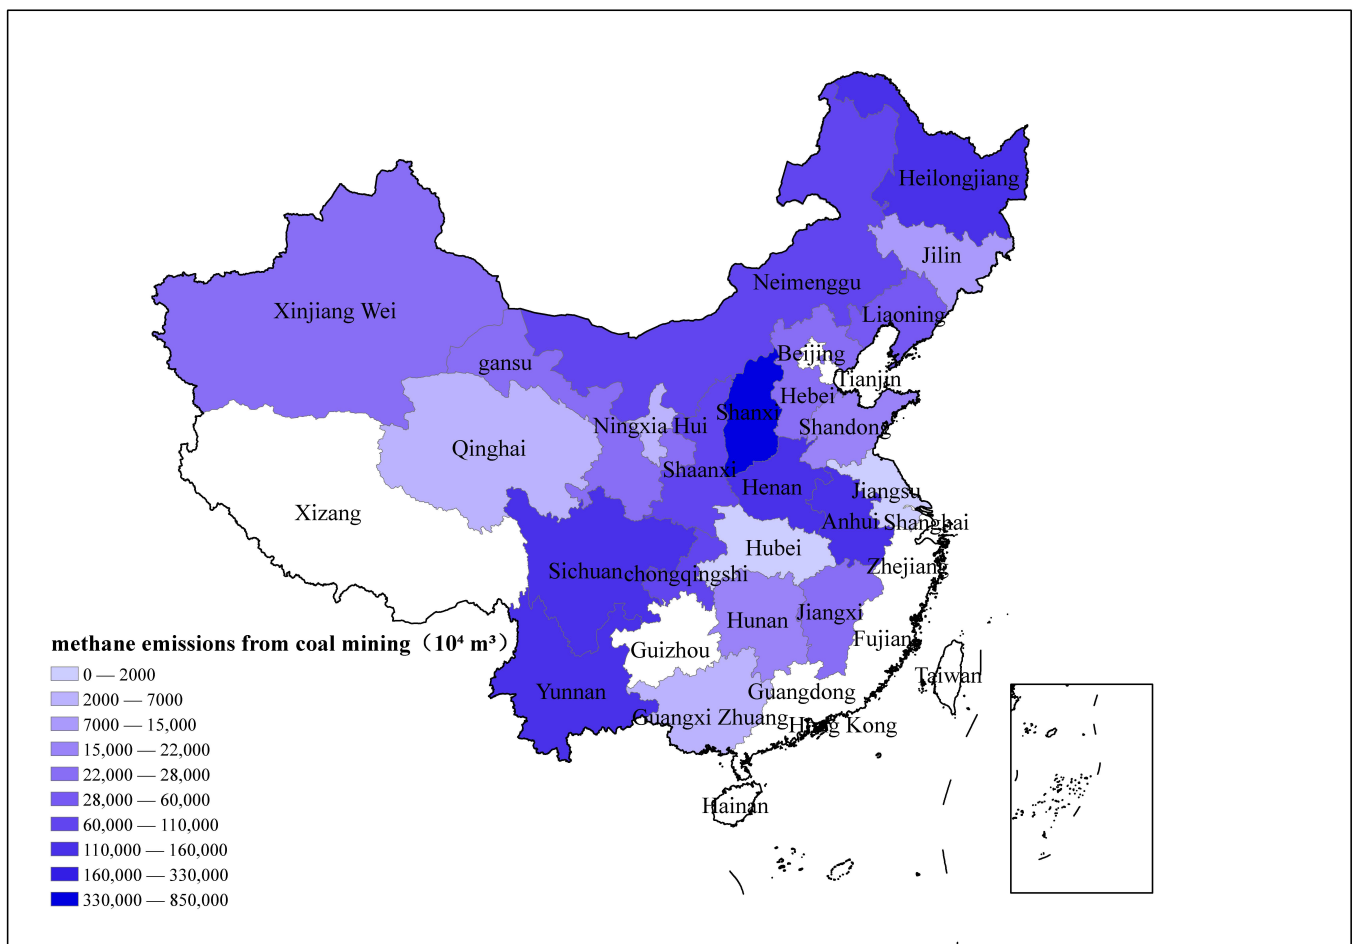 Heilongjiang
Jilin
Neimenggu
Xinjiang Wei
Liaoning
Beijing
gansu
Tianjin
Hebei
Shanxi
Ningxia Hui
Shandong
Qinghai
Shaanxi
Henan
Jiangsu
Xizang
Anhui
Shanghai
Hubei
Zhejiang
Sichuan
chongqingshi
Jiangxi
Hunan
Fujian
Guizhou
Taiwan
Yunnan
Guangdong
Guangxi Zhuang
Hong Kong
Hainan
methane emissions from coal mining（10⁴ m³）
0 — 2000
2000 — 7000
7000 — 15,000
15,000 — 22,000
22,000 — 28,000
28,000 — 60,000
60,000 — 110,000
110,000 — 160,000
160,000 — 330,000
330,000 — 850,000